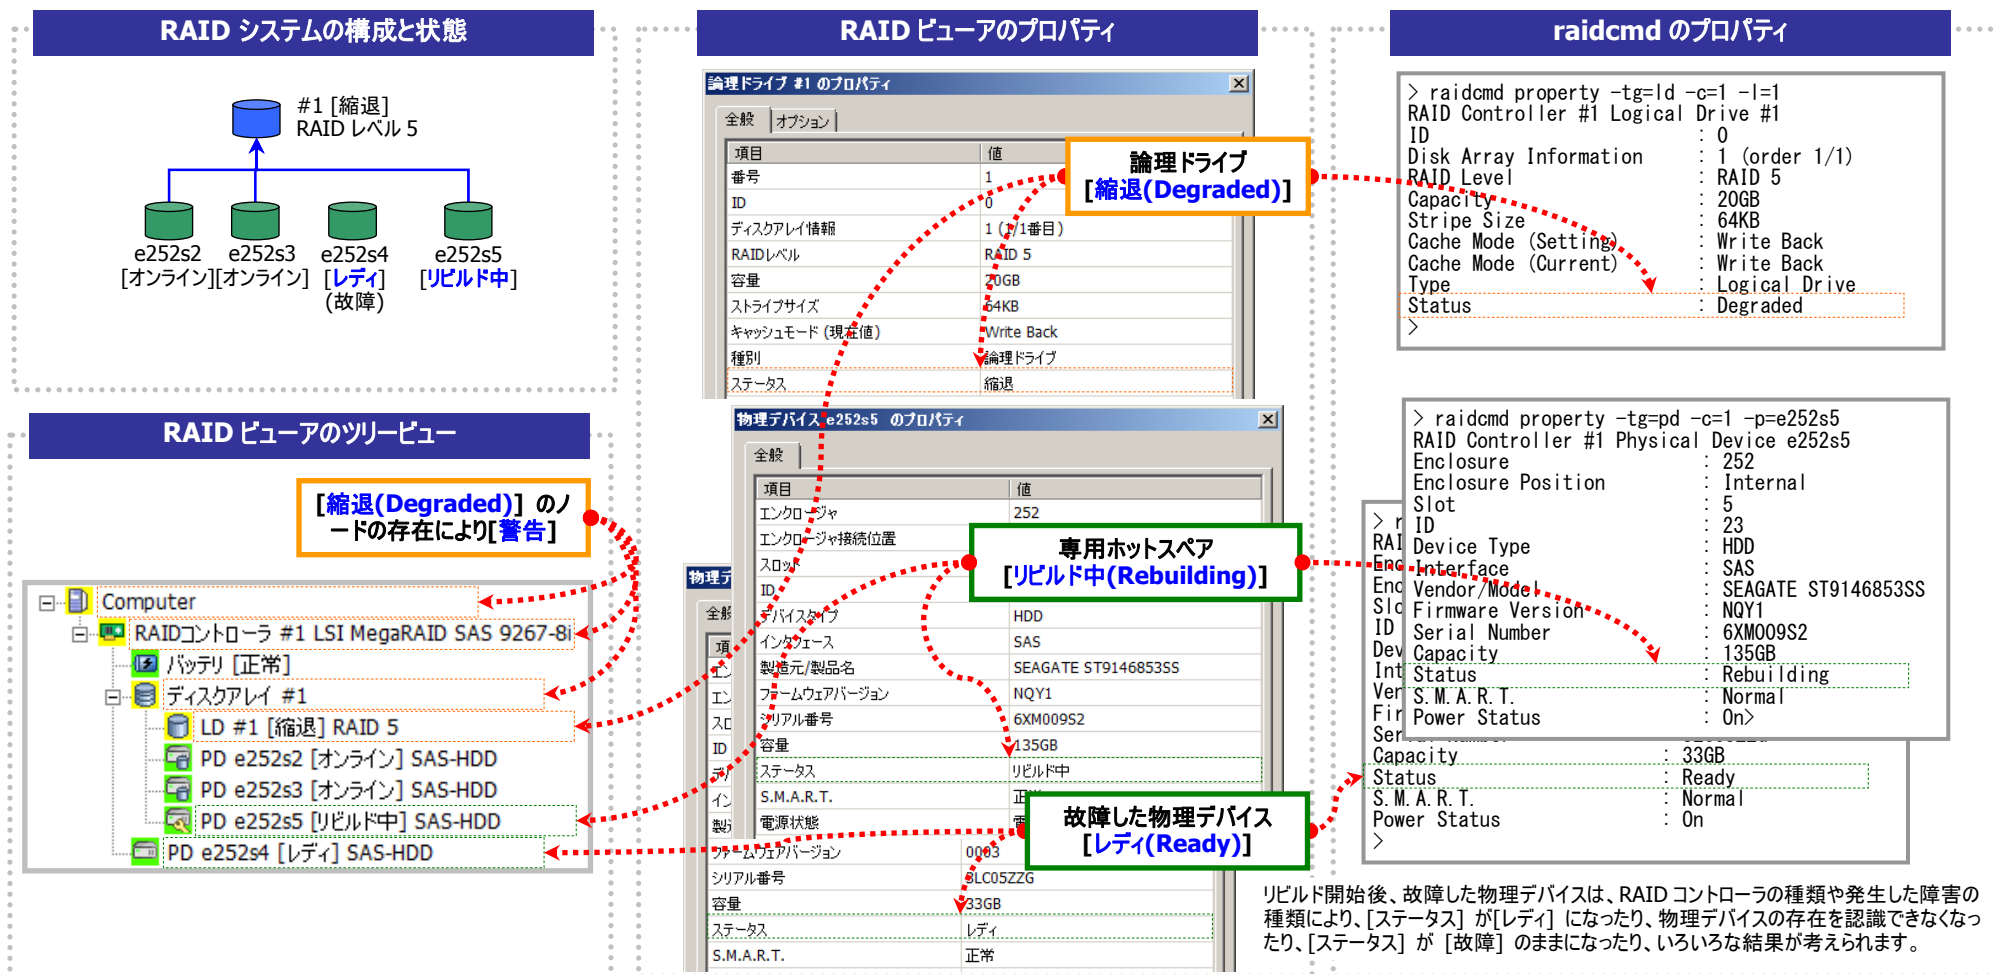 RAID システムの構成と状態
#1 [縮退]
RAID レベル 5
e252s2
[オンライン]
e252s3
[オンライン]
e252s4
[レディ]
(故障)
e252s5
[リビルド中]
RAID ビューアのツリービュー
[縮退(Degraded)] のノ
ードの存在により[警告]
Computer
RAIDコントローラ #1 LSI MegaRAID SAS 9267-8i
バッテリ [正常]
ディスクアレイ #1
LD #1 [縮退] RAID 5
PD e252s2 [オンライン] SAS-HDD
PD e252s3 [オンライン] SAS-HDD
PD e252s5 [リビルド中] SAS-HDD
PD e252s4 [レディ] SAS-HDD
RAID ビューアのプロパティ
論理ドライブ #1 のプロパティ
全般 オプション
項目 値
番号 1
ID 0
ディスクアレイ情報 1 (1/1番目)
RAIDレベル RAID 5
容量 20GB
ストライプサイズ 64KB
キャッシュモード (現在値) Write Back
種別 論理ドライブ
ステータス 縮退
論理ドライブ
[縮退(Degraded)]
物理デバイス e252s5 のプロパティ
全般
項目 値
エンクロージャ 252
エンクロージャ接続位置
スロット
ID
デバイスタイプ HDD
インタフェース SAS
製造元/製品名 SEAGATE ST9146853SS
ファームウェアバージョン NQY1
シリアル番号 6XM009S2
容量 135GB
ステータス リビルド中
S.M.A.R.T.
電源状態
専用ホットスペア
[リビルド中(Rebuilding)]
物理デ
全般
ID
ファームウェアバージョン 0003
シリアル番号 3LC05ZZG
容量 33GB
ステータス レディ
S.M.A.R.T. 正常
故障した物理デバイス
[レディ(Ready)]
raidcmd のプロパティ
> raidcmd property -tg=ld -c=1 -l=1
RAID Controller #1 Logical Drive #1
ID : 0
Disk Array Information : 1 (order 1/1)
RAID Level : RAID 5
Capacity : 20GB
Stripe Size : 64KB
Cache Mode (Setting) : Write Back
Cache Mode (Current) : Write Back
Type : Logical Drive
Status : Degraded
>
> raidcmd property -tg=pd -c=1 -p=e252s5
RAID Controller #1 Physical Device e252s5
Enclosure : 252
Enclosure Position : Internal
Slot : 5
ID : 23
Device Type : HDD
Interface : SAS
Vendor/Model : SEAGATE ST9146853SS
Firmware Version : NQY1
Serial Number : 6XM009S2
Capacity : 135GB
Status : Rebuilding
S.M.A.R.T. : Normal
Power Status : On>
> r
RAI
Enc
Enc
Slo
ID
Dev
Int
Ven
Fir
Ser
Capacity : 33GB
Status : Ready
S.M.A.R.T. : Normal
Power Status : On
>
リビルド開始後、故障した物理デバイスは、RAID コントローラの種類や発生した障害の
種類により、[ステータス] が[レディ] になったり、物理デバイスの存在を認識できなくなっ
たり、[ステータス] が [故障] のままになったり、いろいろな結果が考えられます。